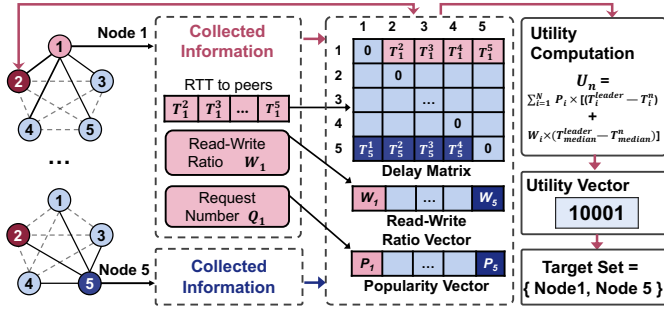 Node 1
1
2
3
4
5
...
1
2
3
4
5
Node 5
Collected
Information
RTT to peers
T_1^2 T_1^3 ... T_1^5
Read-Write
Ratio W_1
Request
Number Q_1
Collected
Information
1 2 3 4 5
1 0 T_1^2 T_1^3 T_1^4 T_1^5
2 0
3 ...
4 0
5 T_5^1 T_5^2 T_5^3 T_5^4 0
Delay Matrix
W_1 ... W_5
Read-Write
Ratio Vector
P_1 ... P_5
Popularity Vector
Utility
Computation
U_n =
∑_{i=1}^N P_i × [(T_i^{leader} − T_i^n)
+
W_i×(T_{median}^{leader} − T_{median}^n)]
Utility Vector
10001
Target Set =
{ Node1, Node 5 }